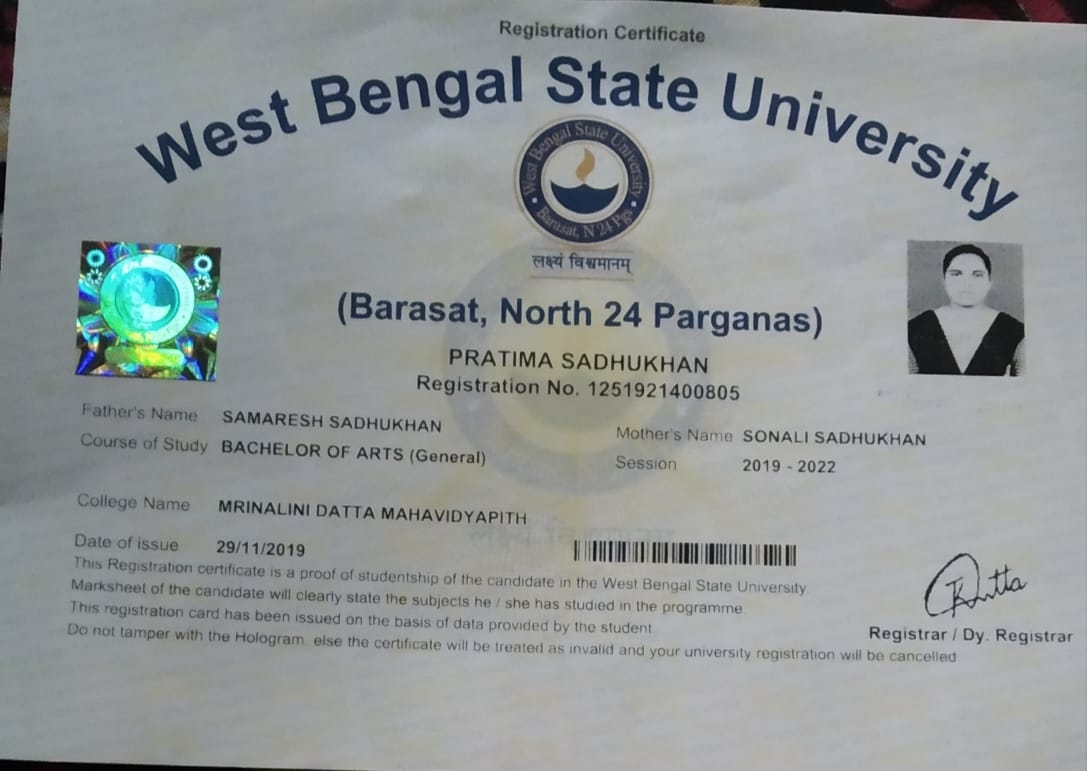 Registration Certificate
West Bengal State University
West Bengal State University
Barasat, N 24 Pgs
लक्ष्यं विश्वमानम्
(Barasat, North 24 Parganas)
PRATIMA SADHUKHAN
Registration No. 1251921400805
Father's Name SAMARESH SADHUKHAN
Mother's Name SONALI SADHUKHAN
Course of Study BACHELOR OF ARTS (General)
Session 2019 - 2022
College Name MRINALINI DATTA MAHAVIDYAPITH
Date of issue 29/11/2019
This Registration certificate is a proof of studentship of the candidate in the West Bengal State University
Marksheet of the candidate will clearly state the subjects he / she has studied in the programme
This registration card has been issued on the basis of data provided by the student
Do not tamper with the Hologram. else the certificate will be treated as invalid and your university registration will be cancelled
Registrar / Dy. Registrar